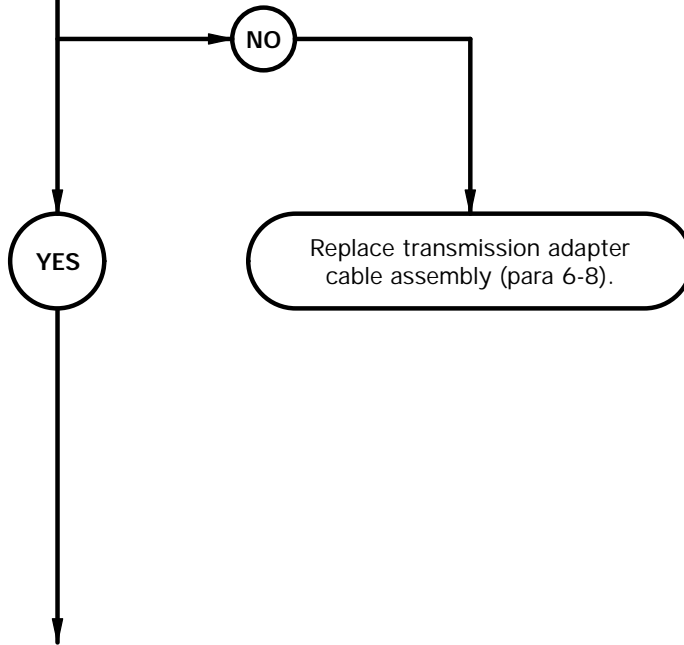 NO
YES
Replace transmission adapter
cable assembly (para 6-8).